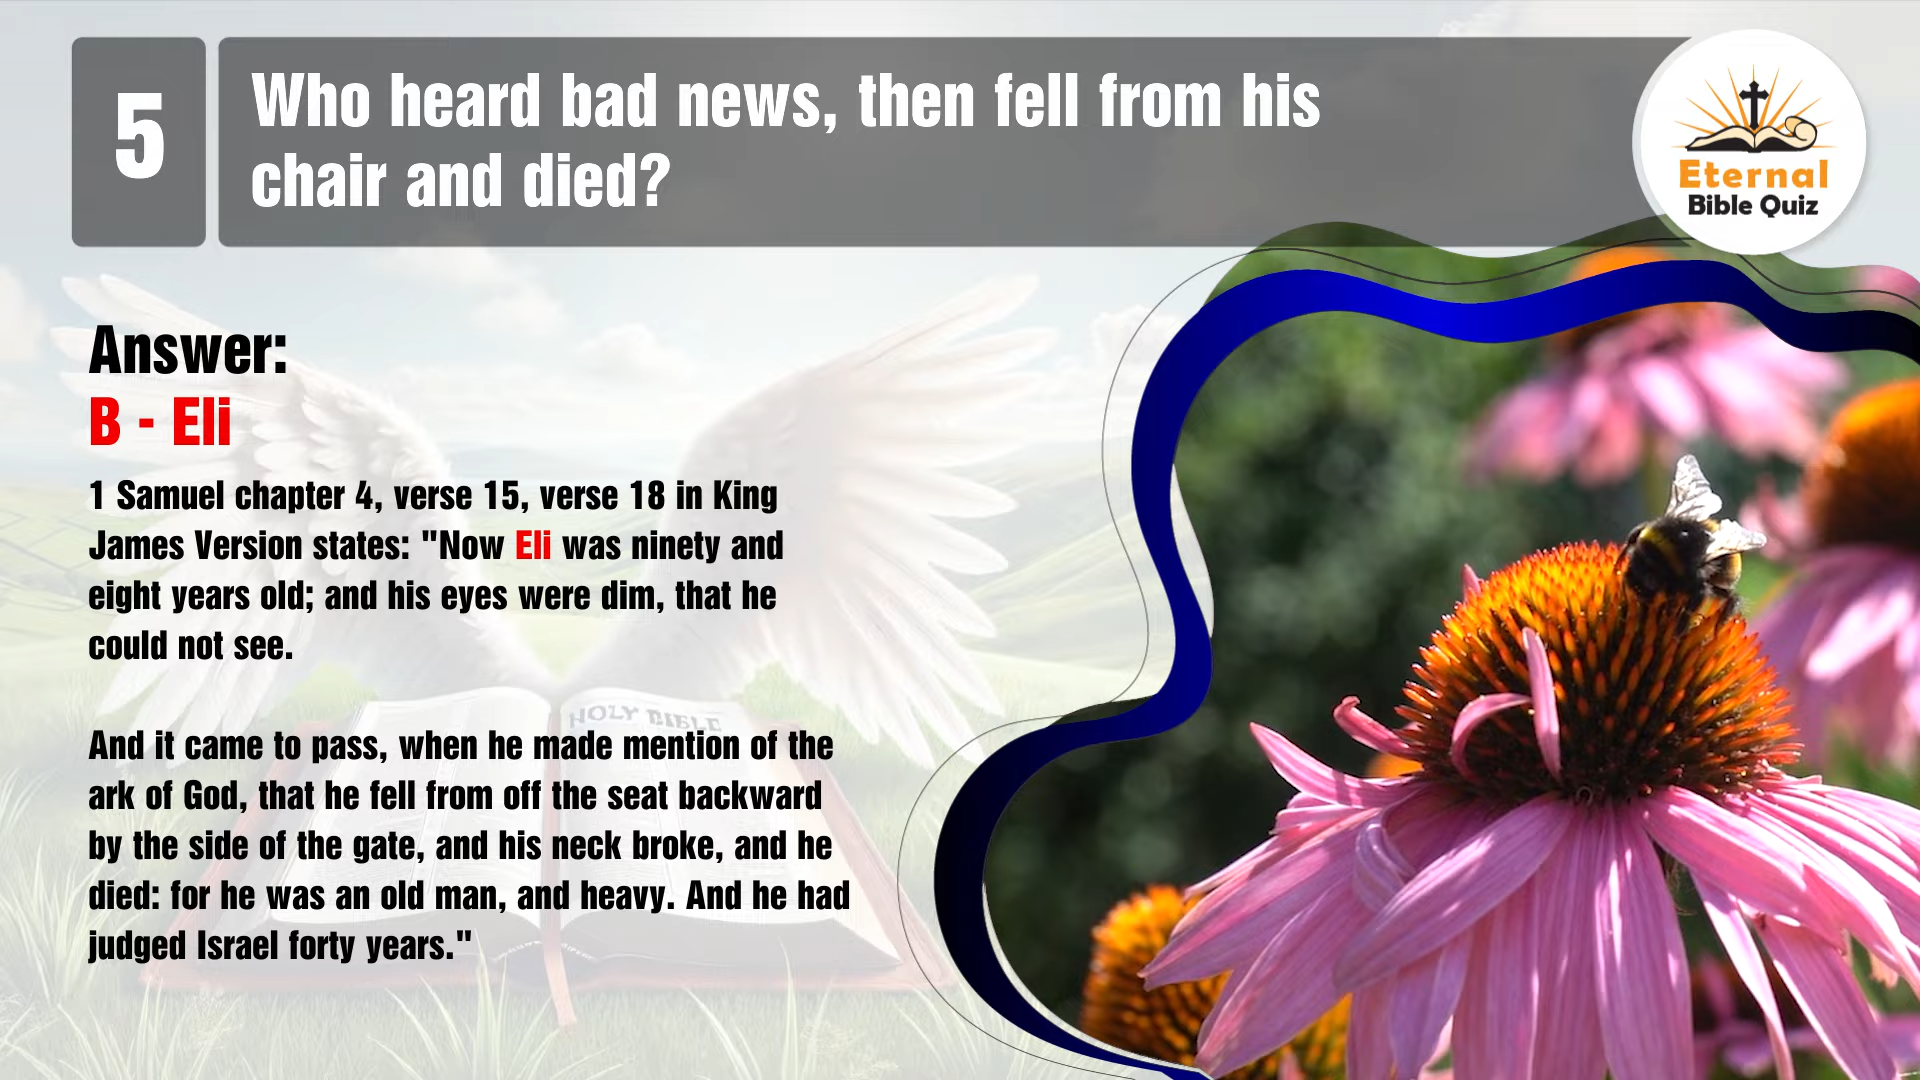 5
Who heard bad news, then fell from his
chair and died?
Eternal
Bible Quiz
Answer:
B - Eli
1 Samuel chapter 4, verse 15, verse 18 in King
James Version states: "Now Eli was ninety and
eight years old; and his eyes were dim, that he
could not see.
HOLY BIBLE
And it came to pass, when he made mention of the
ark of God, that he fell from off the seat backward
by the side of the gate, and his neck broke, and he
died: for he was an old man, and heavy. And he had
judged Israel forty years."